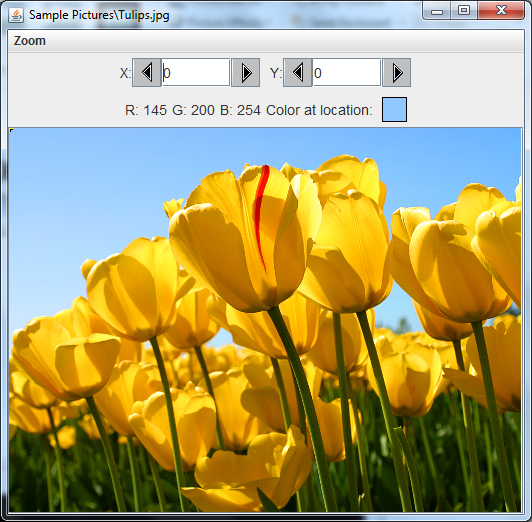 Sample Pictures\Tulips.jpg
Zoom
X: 0 Y: 0
R: 145 G: 200 B: 254 Color at location: